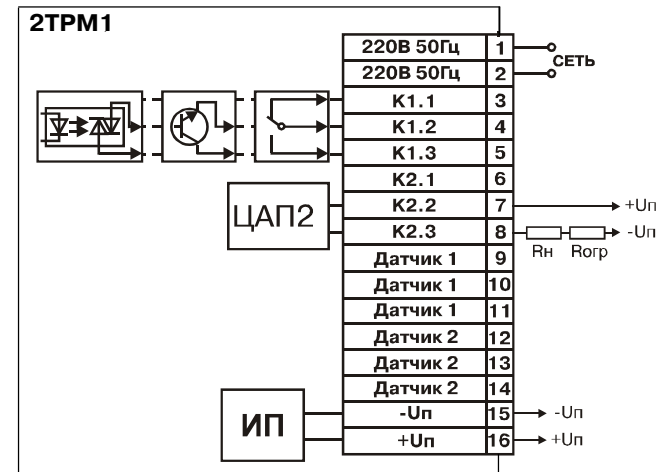 2ТРМ1
220В 50Гц 1
220В 50Гц 2
СЕТЬ
К1.1 3
К1.2 4
К1.3 5
К2.1 6
ЦАП2
К2.2 7 +Uп
К2.3 8 -Uп
Rн Rогр
Датчик 1 9
Датчик 1 10
Датчик 1 11
Датчик 2 12
Датчик 2 13
Датчик 2 14
ИП
-Uп 15 -Uп
+Uп 16 +Uп